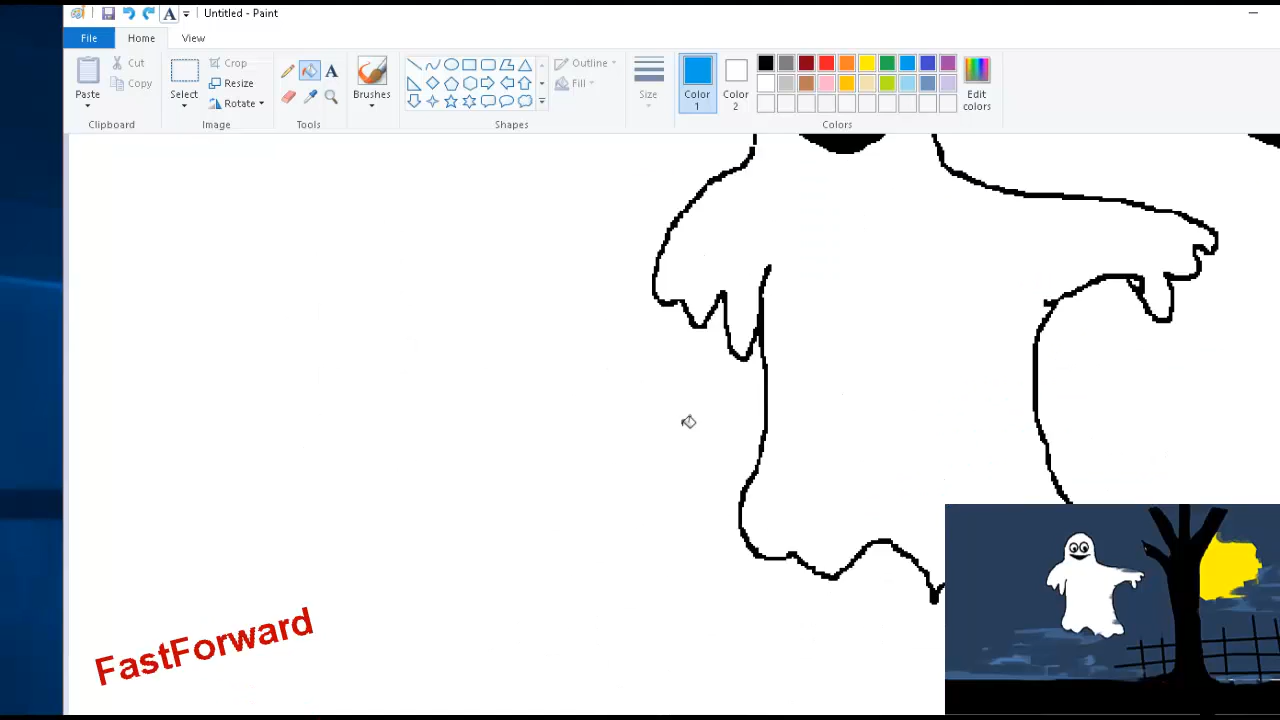 Untitled - Paint
File Home View
Paste
Cut
Copy
Clipboard
Select
Crop
Resize
Rotate
Image
A
Tools
Brushes
Outline
Fill
Shapes
Size
Color
1
Color
2
Edit
colors
Colors
FastForward